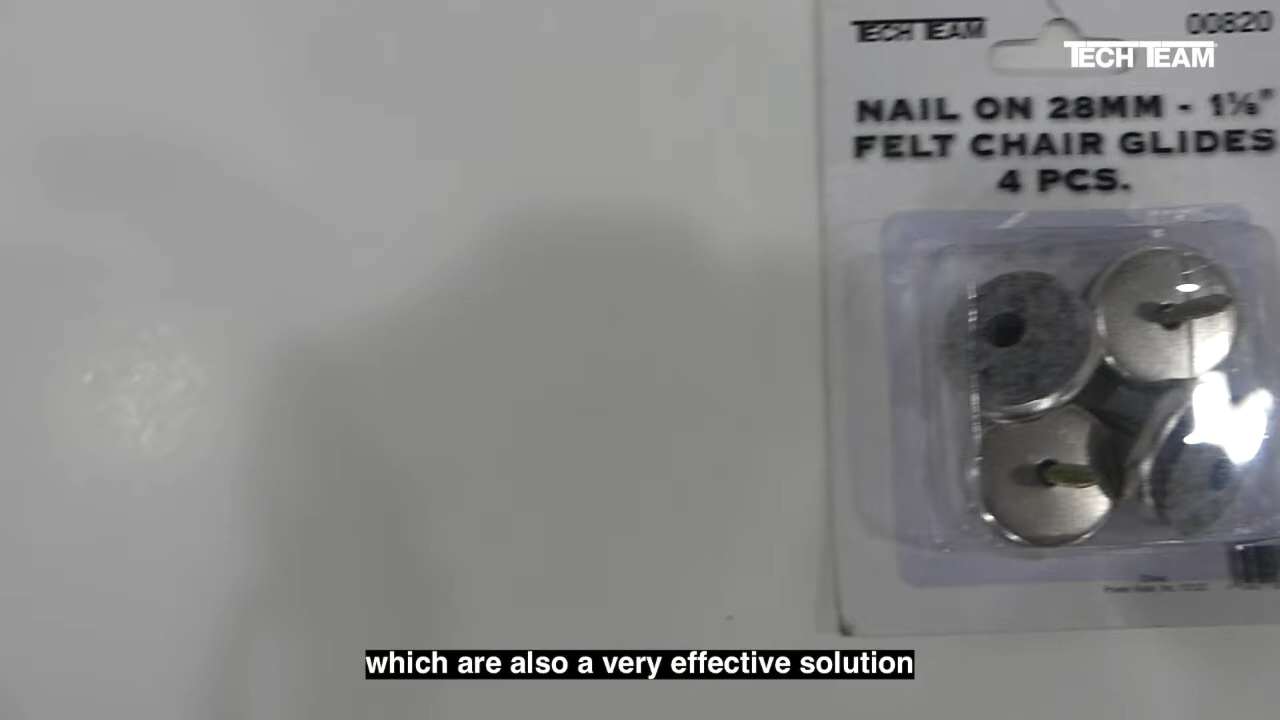 TECH TEAM
00820
TECH TEAM
NAIL ON 28MM - 1⅛"
FELT CHAIR GLIDES
4 PCS.
which are also a very effective solution